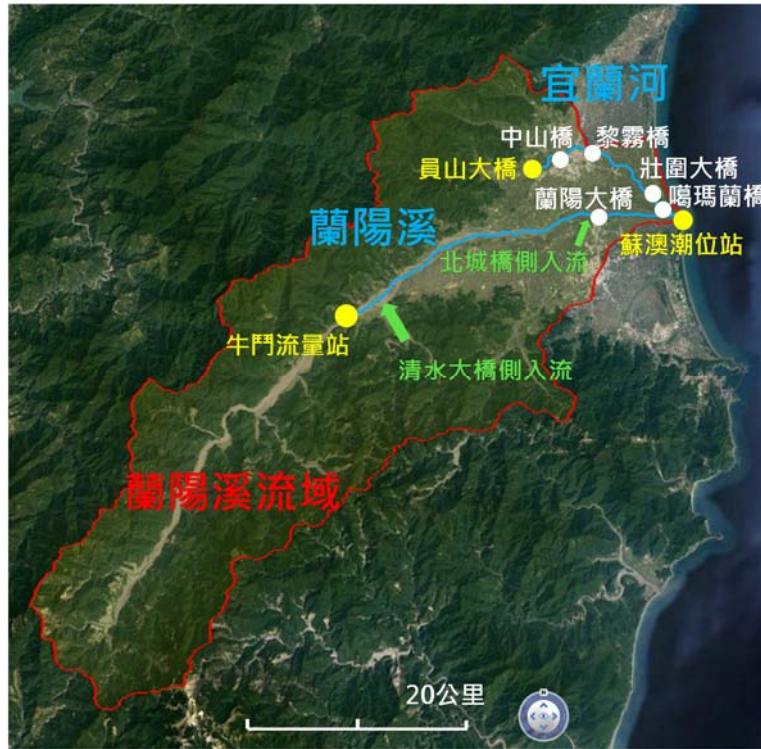 宜蘭河
中山橋
黎霧橋
員山大橋
壯圍大橋
蘭陽大橋
噶瑪蘭橋
蘭陽溪
蘇澳潮位站
北城橋側入流
牛鬥流量站
清水大橋側入流
蘭陽溪流域
20公里